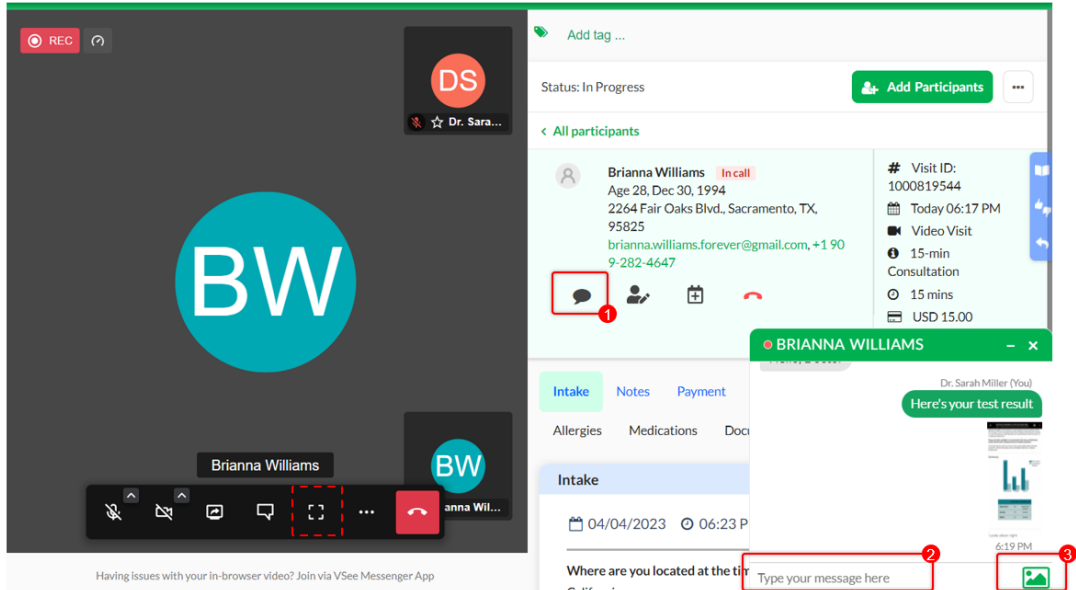 REC
DS
Dr. Sara...
BW
Brianna Williams
BW
anna Wil...
Having issues with your in-browser video? Join via VSee Messenger App
Add tag ...
Status: In Progress
Add Participants
...
< All participants
Brianna Williams In call
Age 28, Dec 30, 1994
2264 Fair Oaks Blvd., Sacramento, TX,
95825
brianna.williams.forever@gmail.com, +1 90
9-282-4647
1
# Visit ID:
1000819544
Today 06:17 PM
Video Visit
15-min
Consultation
15 mins
USD 15.00
Intake Notes Payment
Allergies Medications Docu
Intake
04/04/2023 06:23 P
Where are you located at the tim
BRIANNA WILLIAMS
Dr. Sarah Miller (You)
Here's your test result
6:19 PM
2
3
Type your message here